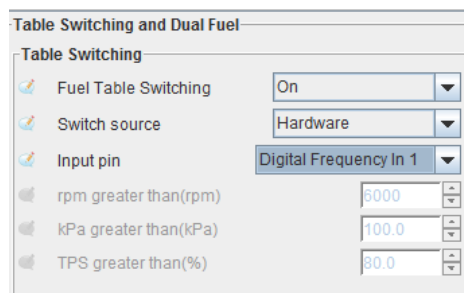 Table Switching and Dual Fuel
Table Switching
Fuel Table Switching On
Switch source Hardware
Input pin Digital Frequency In 1
rpm greater than(rpm) 6000
kPa greater than(kPa) 100.0
TPS greater than(%) 80.0